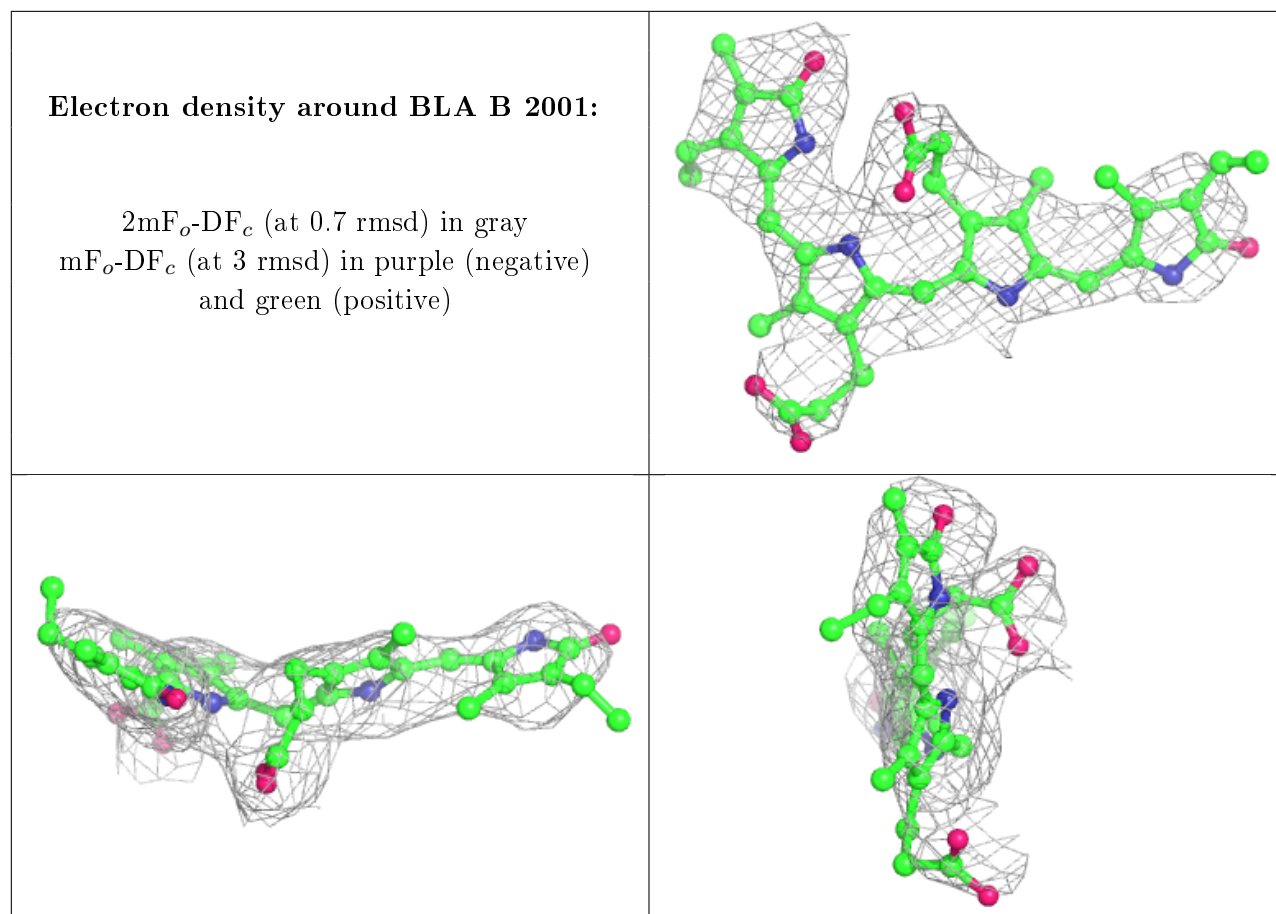 Electron density around BLA B 2001:
2mFo-DFc (at 0.7 rmsd) in gray
mFo-DFc (at 3 rmsd) in purple (negative)
and green (positive)